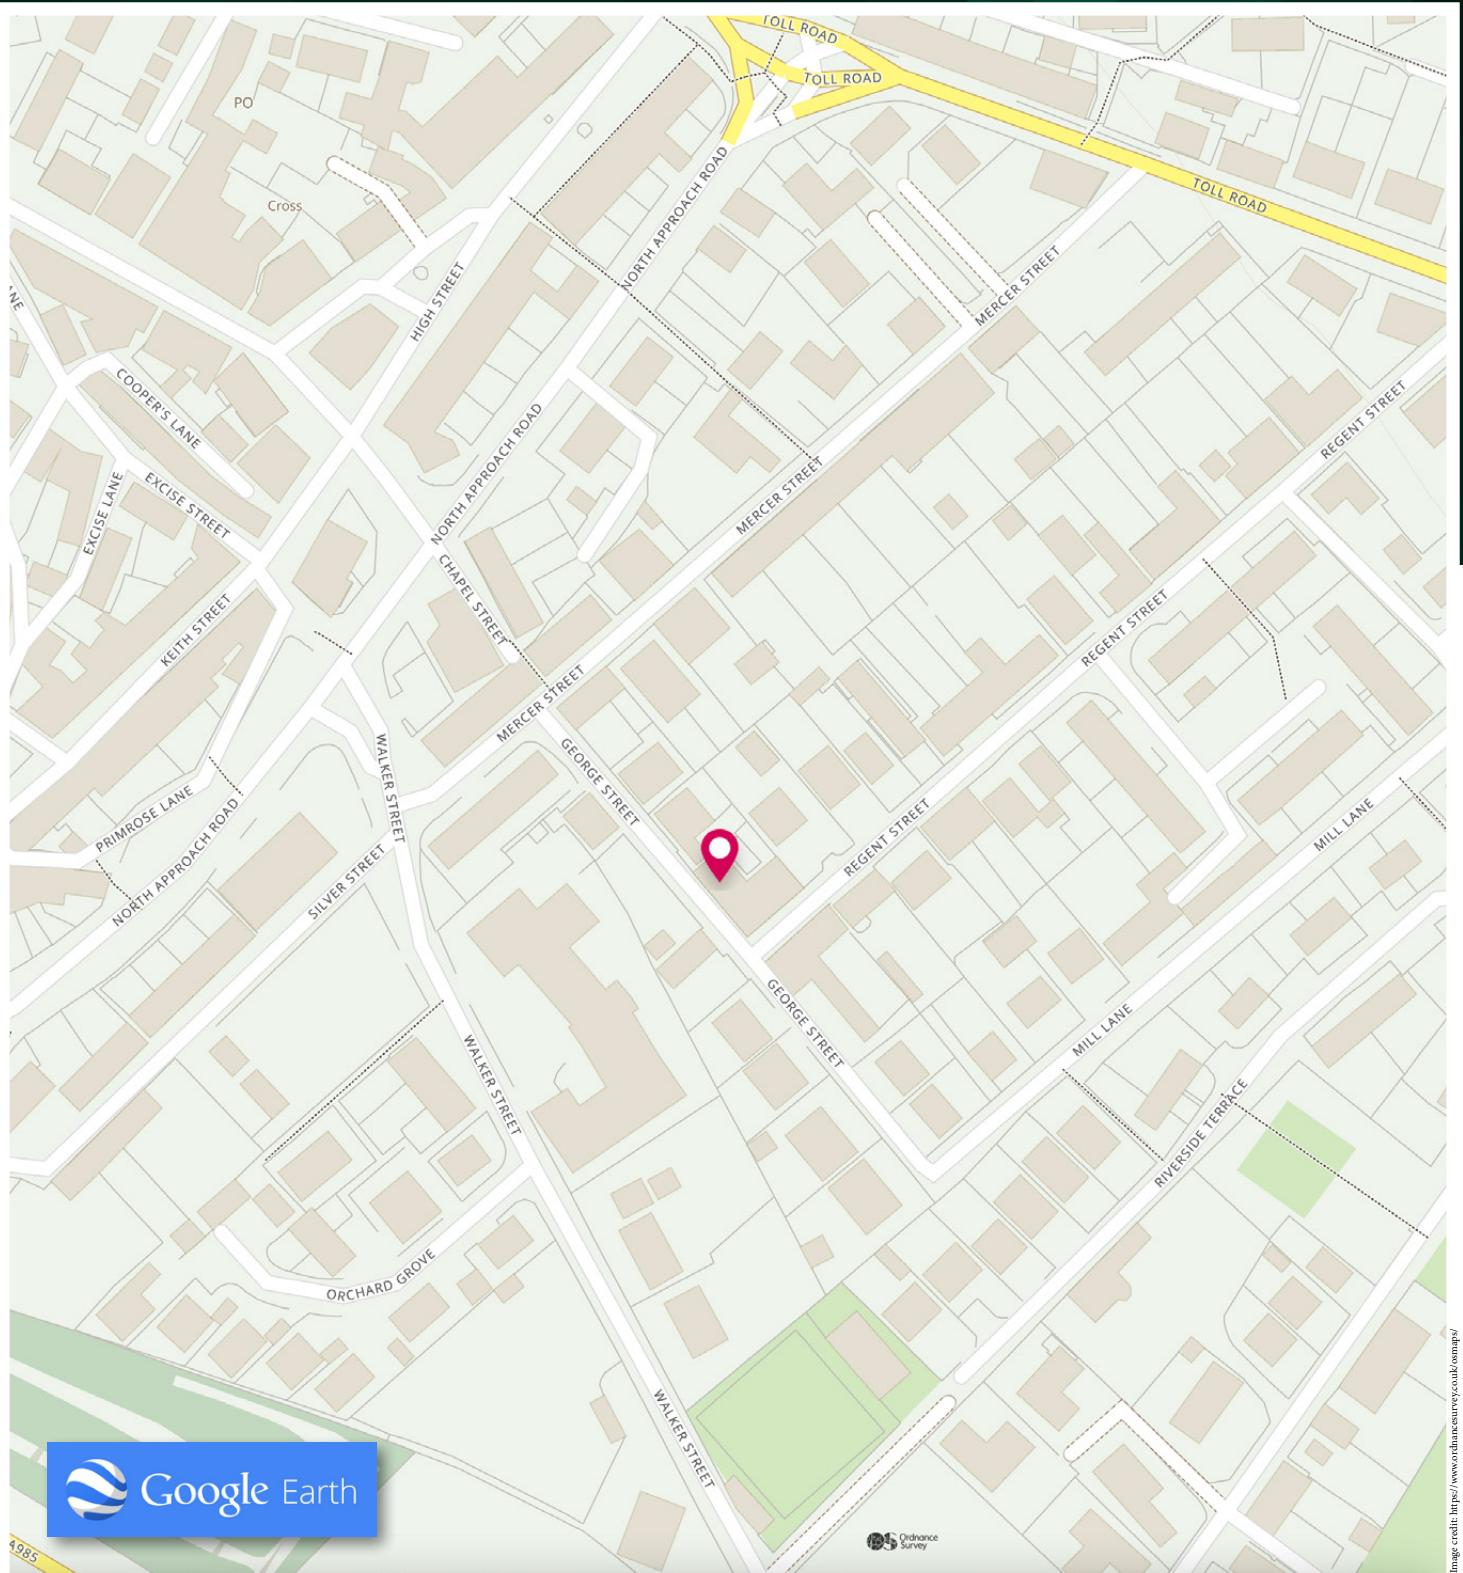 TOLL ROAD
TOLL ROAD
PO
NORTH APPROACH ROAD
TOLL ROAD
Cross
MERCER STREET
HIGH STREET
COOPER'S LANE
REGENT STREET
NORTH APPROACH ROAD
MERCER STREET
EXCISE STREET
EXCISE LANE
CHAPEL STREET
KEITH STREET
REGENT STREET
MERCER STREET
WALKER STREET
GEORGE STREET
PRIMROSE LANE
NORTH APPROACH ROAD
SILVER STREET
REGENT STREET
MILL LANE
GEORGE STREET
MILL LANE
WALKER STREET
RIVERSIDE TERRACE
ORCHARD GROVE
WALKER STREET
Google Earth
A985
Ordnance
Survey
Image credit: https://www.ordnancesurvey.co.uk/osmaps/